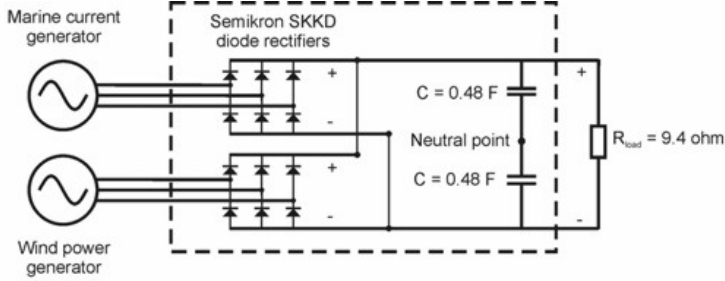 Marine current
generator
Semikron SKKD
diode rectifiers
+
-
+
-
Wind power
generator
C = 0.48 F
Neutral point
C = 0.48 F
+
R_load = 9.4 ohm
-